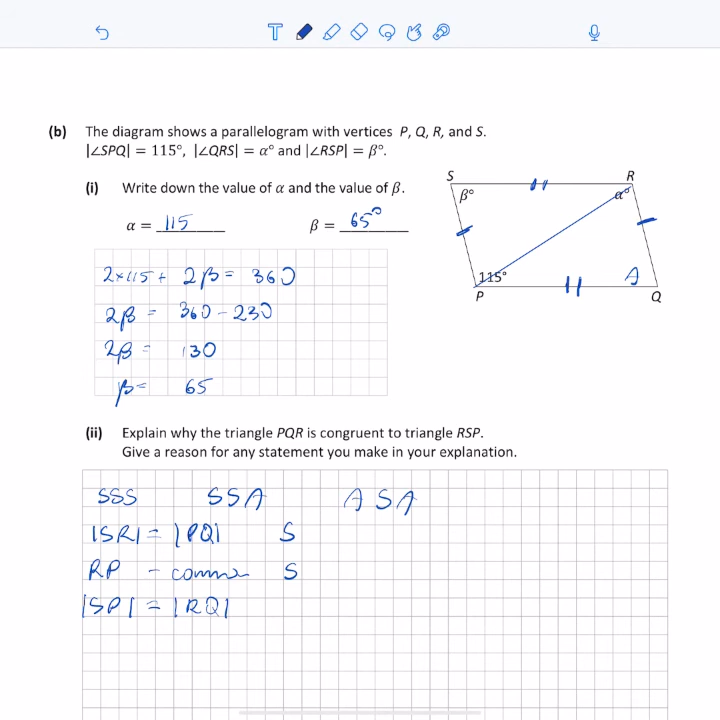 (b) The diagram shows a parallelogram with vertices P, Q, R, and S.
|∠SPQ| = 115°, |∠QRS| = α° and |∠RSP| = β°.
(i) Write down the value of α and the value of β.
α = 115 β = 65°
S R
β° α°
115° A
P Q
2×115 + 2β = 360
2β = 360 - 230
2β = 130
β = 65
(ii) Explain why the triangle PQR is congruent to triangle RSP.
Give a reason for any statement you make in your explanation.
SSS SSA ASA
|SR| = |PQ| S
RP - common S
|SP| = |RQ|